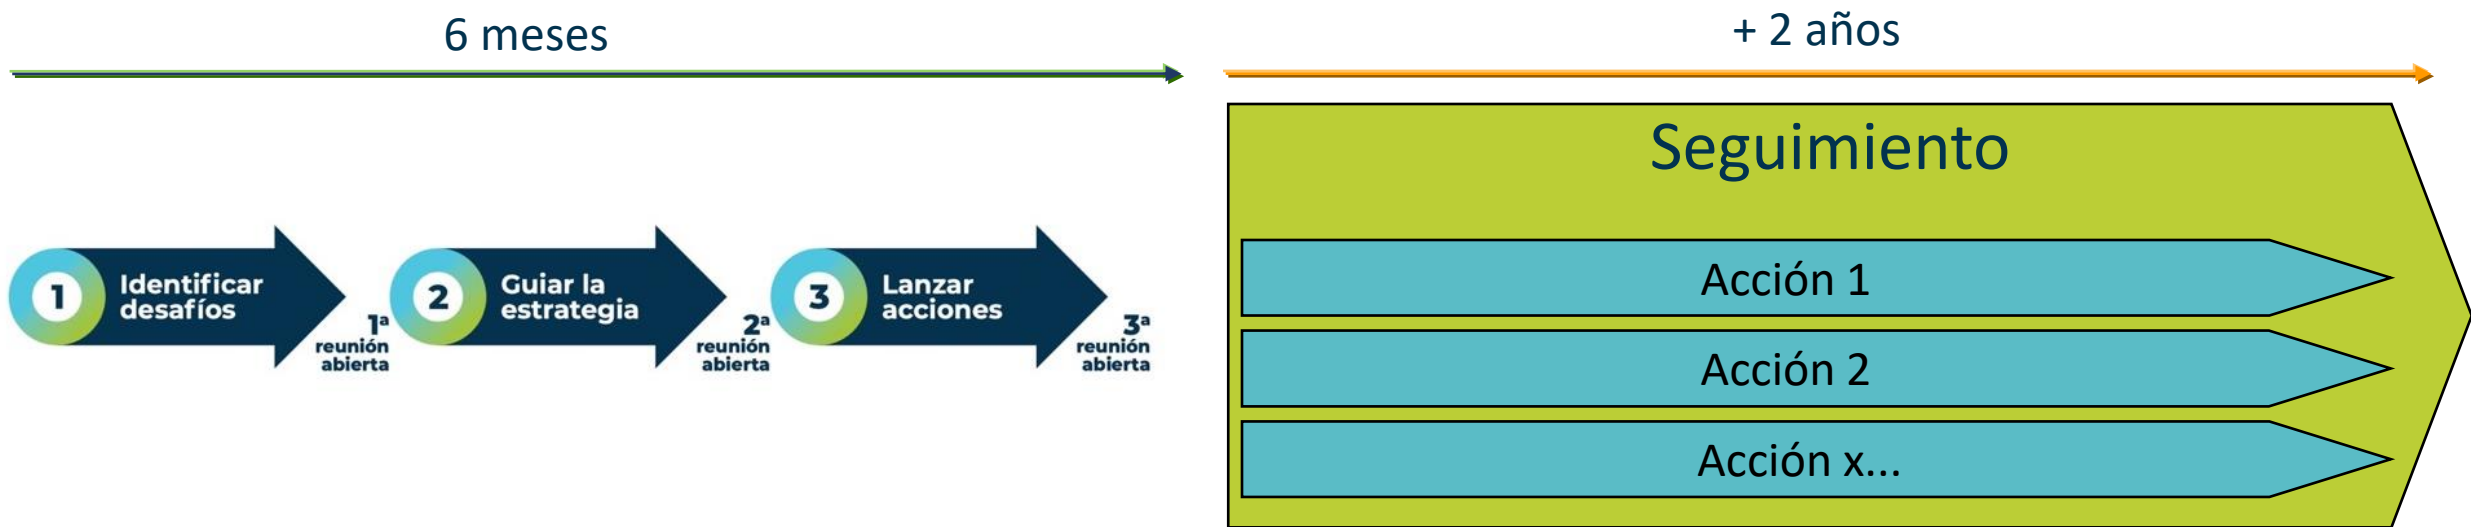 6 meses
+ 2 años
Seguimiento
1
Identificar
desafíos
1ª
reunión
abierta
2
Guiar la
estrategia
2ª
reunión
abierta
3
Lanzar
acciones
3ª
reunión
abierta
Acción 1
Acción 2
Acción x...